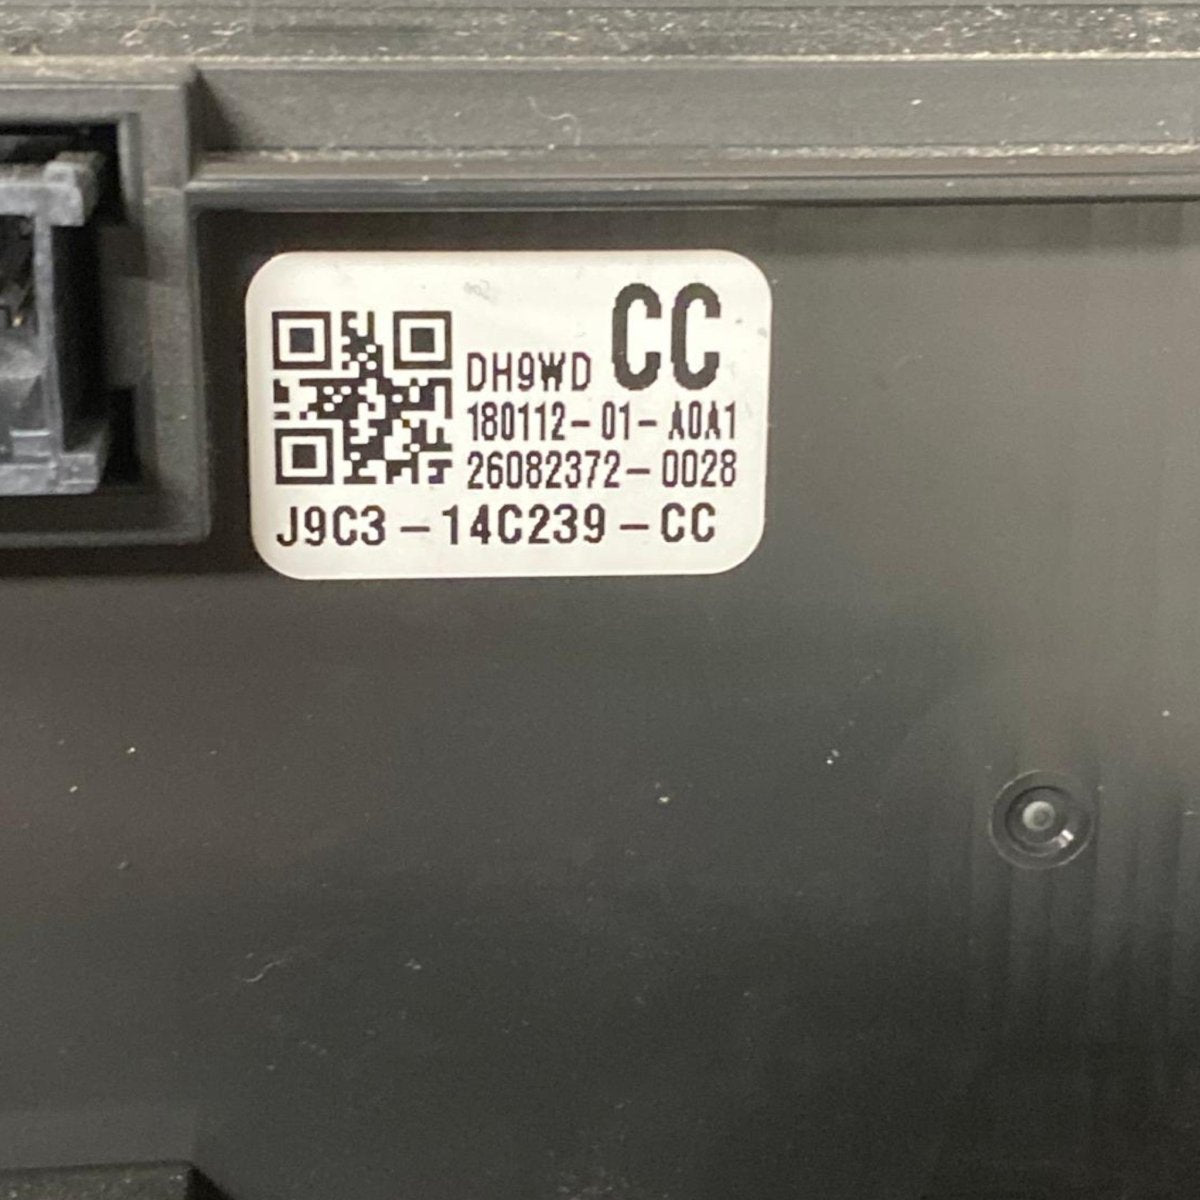 DH9WD CC
180112-01-A0A1
26082372-0028
J9C3-14C239-CC